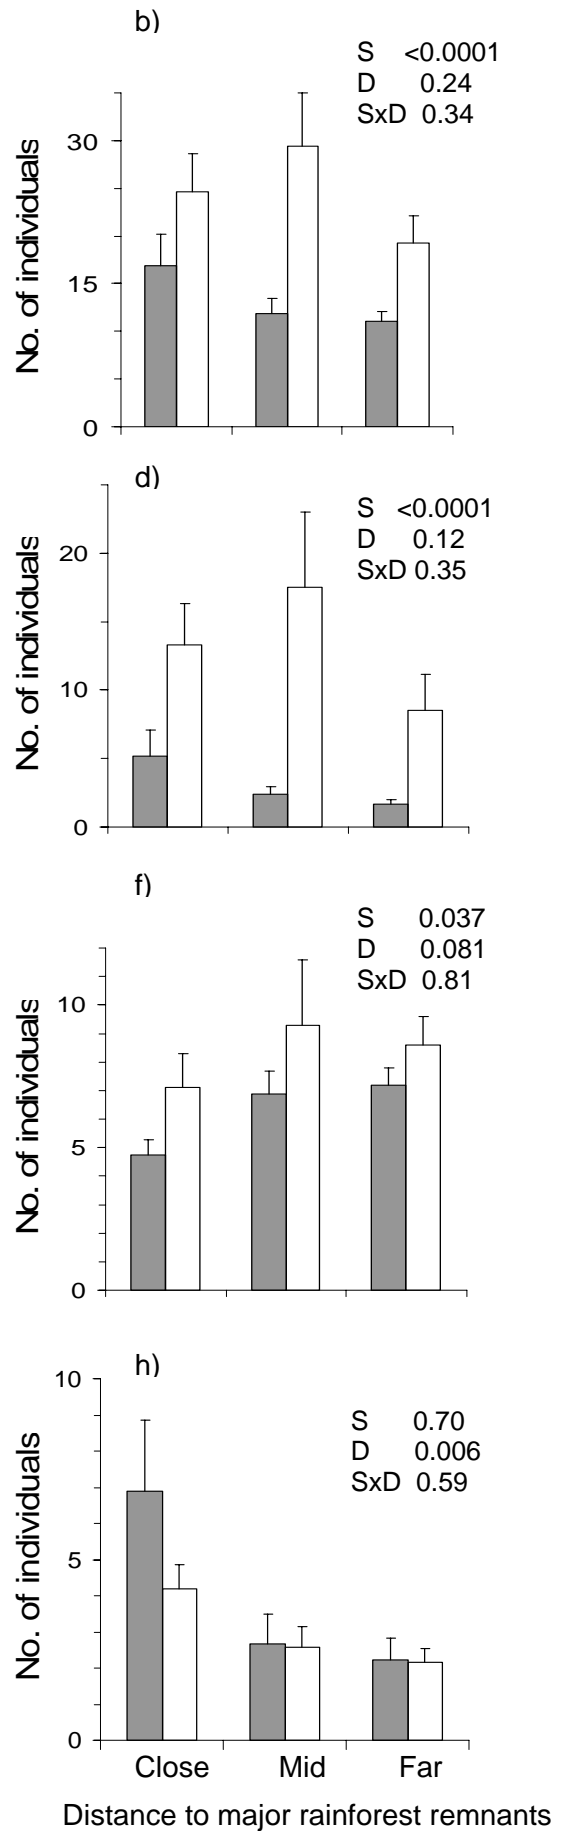 b)
S <0.0001
D 0.24
SxD 0.34
No. of individuals
30
15
0
d)
S <0.0001
D 0.12
SxD 0.35
No. of individuals
20
10
0
f)
S 0.037
D 0.081
SxD 0.81
No. of individuals
10
5
0
h)
S 0.70
D 0.006
SxD 0.59
No. of individuals
10
5
0
Close Mid Far
Distance to major rainforest remnants